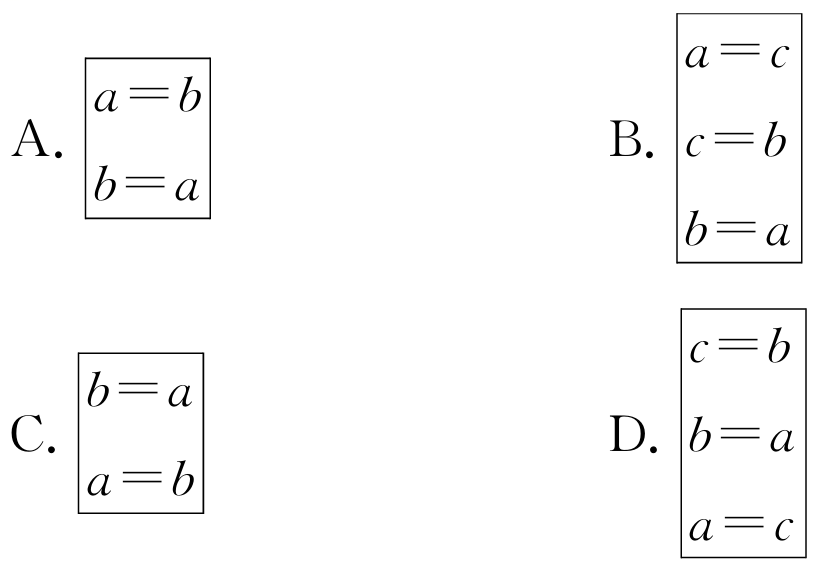 A. a=b
b=a
B. a=c
c=b
b=a
C. b=a
a=b
D. c=b
b=a
a=c